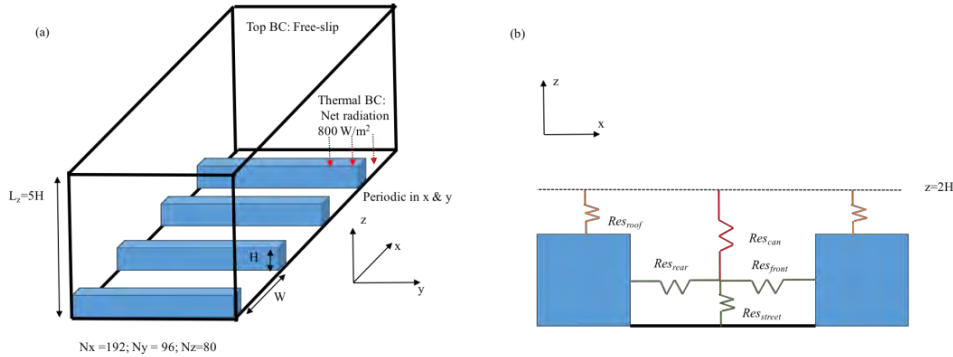 (a)
Top BC: Free-slip
Thermal BC:
Net radiation
800 W/m²
L_z=5H
Periodic in x & y
z
x
y
H
W
Nx =192; Ny = 96; Nz=80
(b)
z
x
z=2H
Res_roof
Res_can
Res_rear
Res_front
Res_street